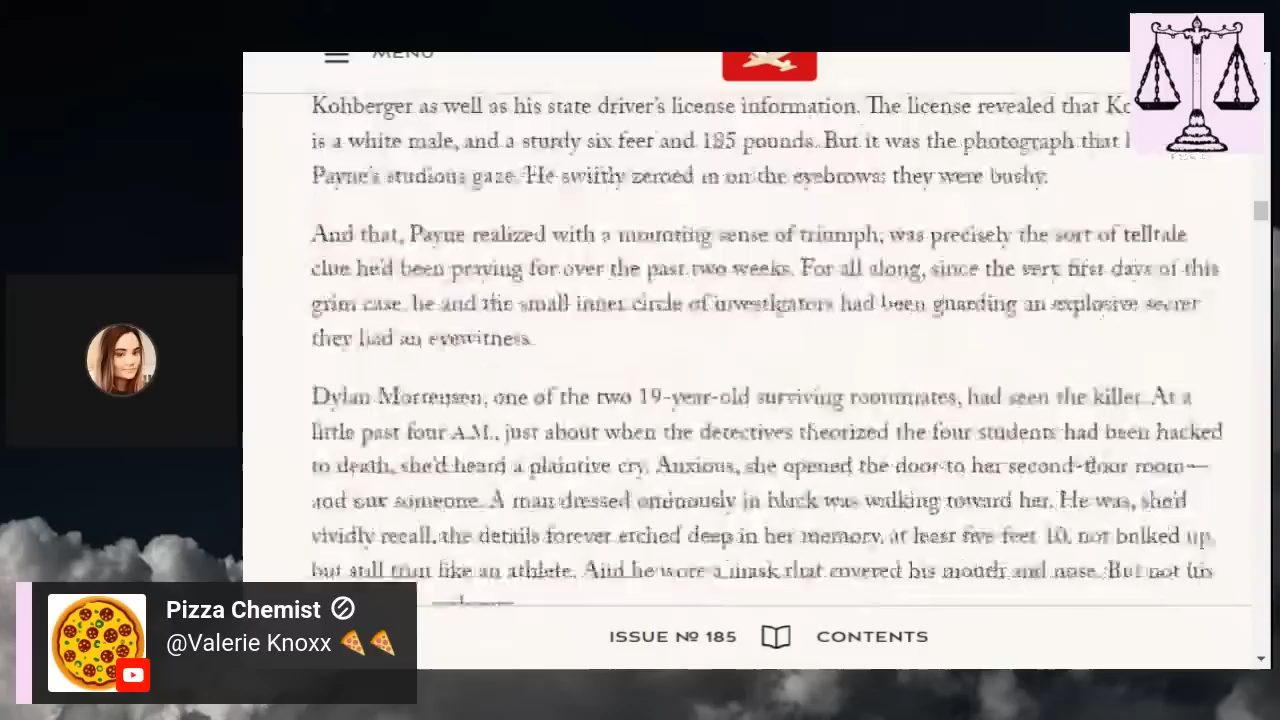 MENU
Kohberger as well as his state driver's license information. The license revealed that Ko
is a white male, and a sturdy six feet and 185 pounds. But it was the photograph that
Payne's studious gaze. He swiftly zeroed in on the eyebrows: they were bushy.
And that, Payne realized with a mounting sense of triumph, was precisely the sort of telltale
clue he'd been praying for over the past two weeks. For all along, since the very first days of this
grim case, he and the small inner circle of investigators had been guarding an explosive secret
they had an eyewitness.
Dylan Mortensen, one of the two 19-year-old surviving roommates, had seen the killer. At a
little past four A.M., just about when the detectives theorized the four students had been hacked
to death, she'd heard a plaintive cry. Anxious, she opened the door to her second-floor room—
and saw someone. A man dressed ominously in black was walking toward her. He was, she'd
vividly recall, the details forever etched deep in her memory, at least five feet 10, not bulked up,
but still trim like an athlete. And he wore a mask that covered his mouth and nose. But not his
ISSUE Nº 185
CONTENTS
Pizza Chemist
@Valerie Knoxx 🍕🍕